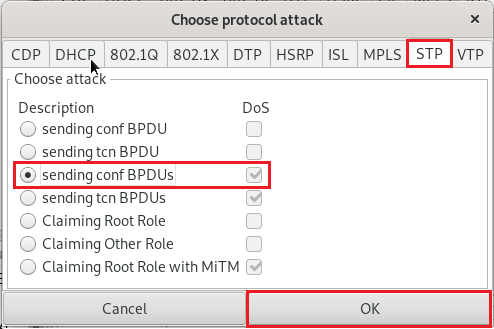 Choose protocol attack
CDP DHCP 802.1Q 802.1X DTP HSRP ISL MPLS STP VTP
Choose attack
Description DoS
sending conf BPDU
sending tcn BPDU
sending conf BPDUs
sending tcn BPDUs
Claiming Root Role
Claiming Other Role
Claiming Root Role with MiTM
Cancel OK